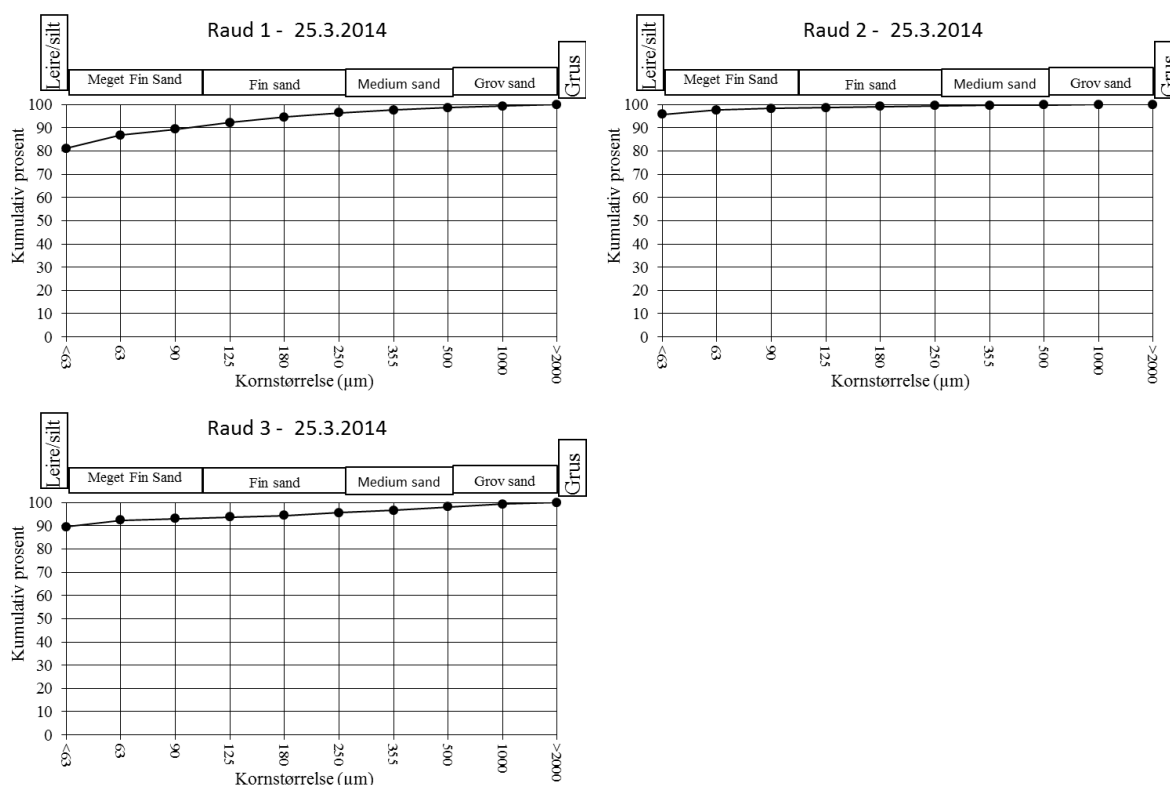 Raud 1 - 25.3.2014
Leire/silt
Meget Fin Sand
Fin sand
Medium sand
Grov sand
Grus
Kumulativ prosent
100
90
80
70
60
50
40
30
20
10
0
<63
63
90
125
180
250
355
500
1000
>2000
Kornstørrelse (µm)
Raud 2 - 25.3.2014
Leire/silt
Meget Fin Sand
Fin sand
Medium sand
Grov sand
Grus
Kumulativ prosent
100
90
80
70
60
50
40
30
20
10
0
<63
63
90
125
180
250
355
500
1000
>2000
Kornstørrelse (µm)
Raud 3 - 25.3.2014
Leire/silt
Meget Fin Sand
Fin sand
Medium sand
Grov sand
Grus
Kumulativ prosent
100
90
80
70
60
50
40
30
20
10
0
<63
63
90
125
180
250
355
500
1000
>2000
Kornstørrelse (µm)